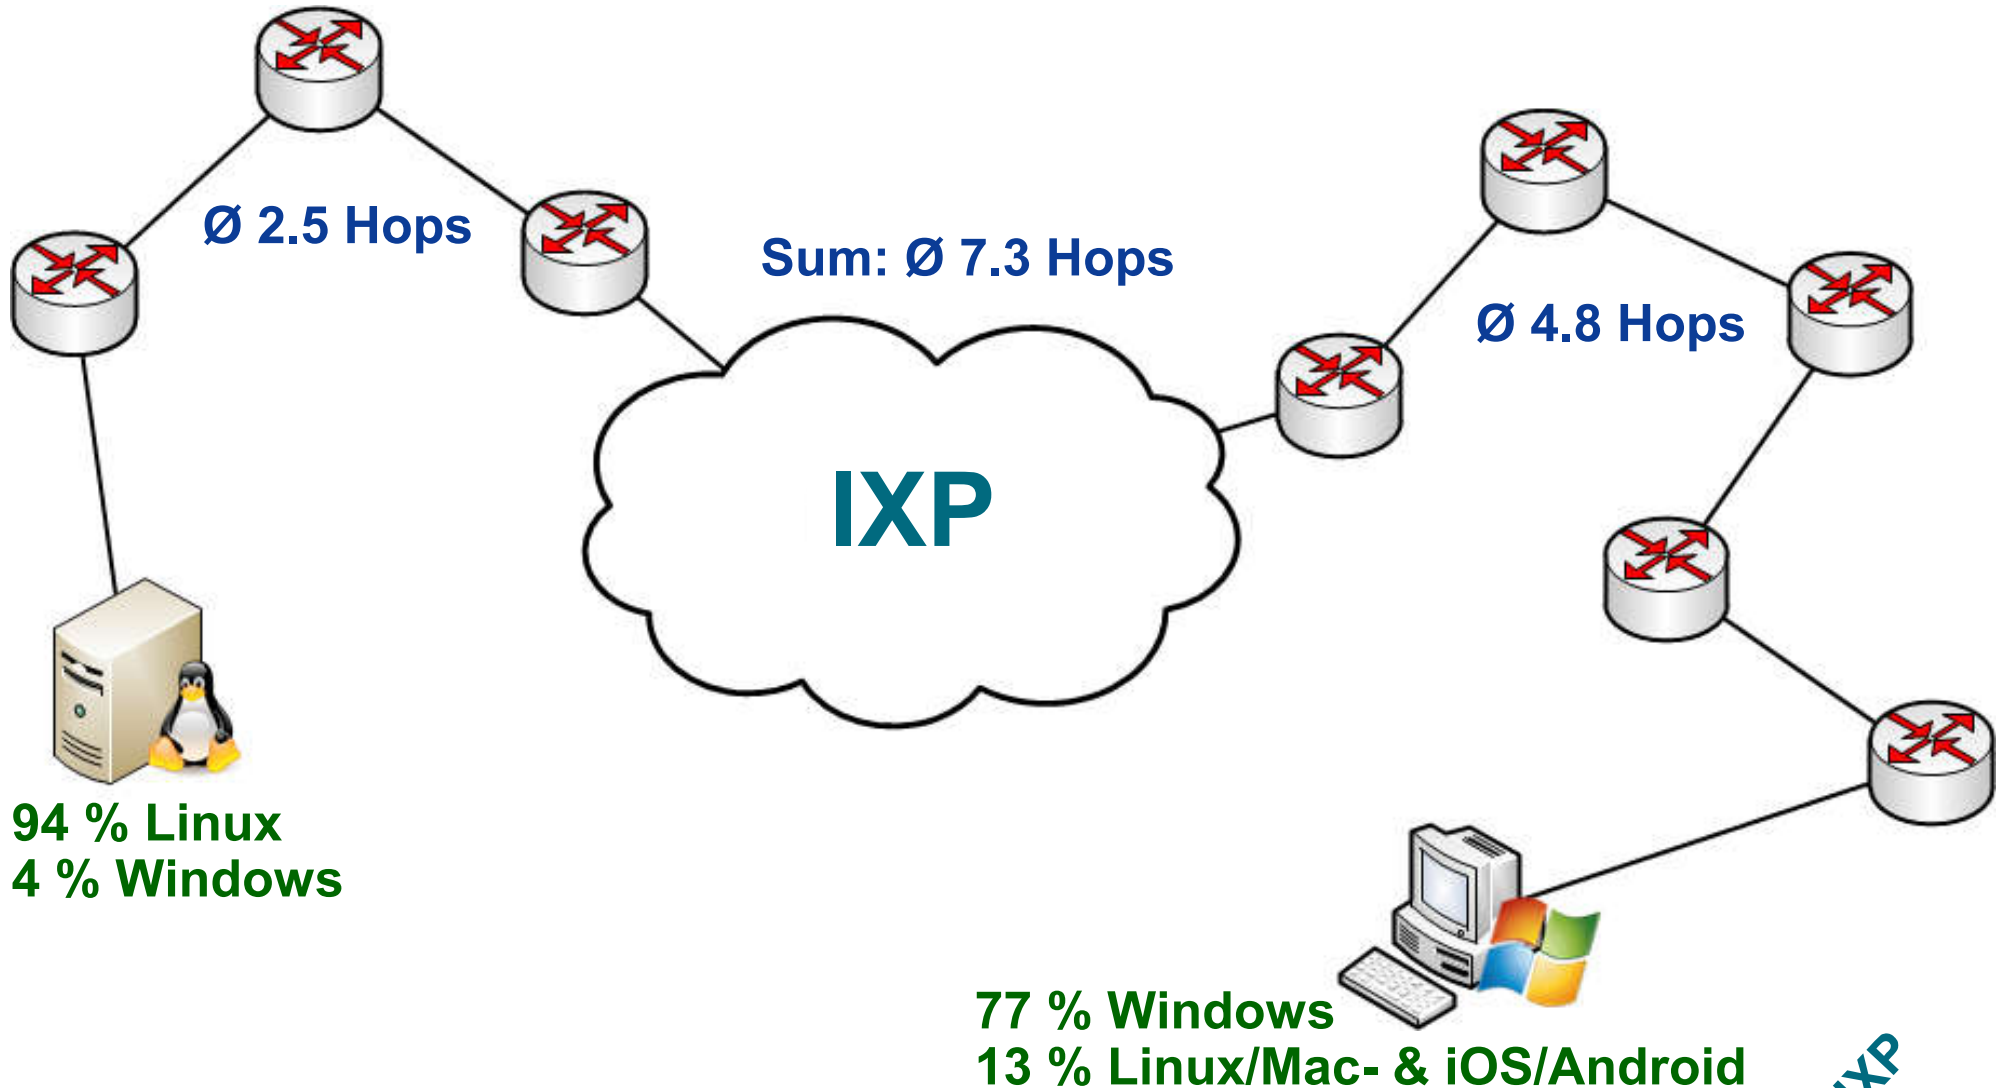 Ø 2.5 Hops
Sum: Ø 7.3 Hops
Ø 4.8 Hops
IXP
94 % Linux
4 % Windows
77 % Windows
13 % Linux/Mac- & iOS/Android
IXP